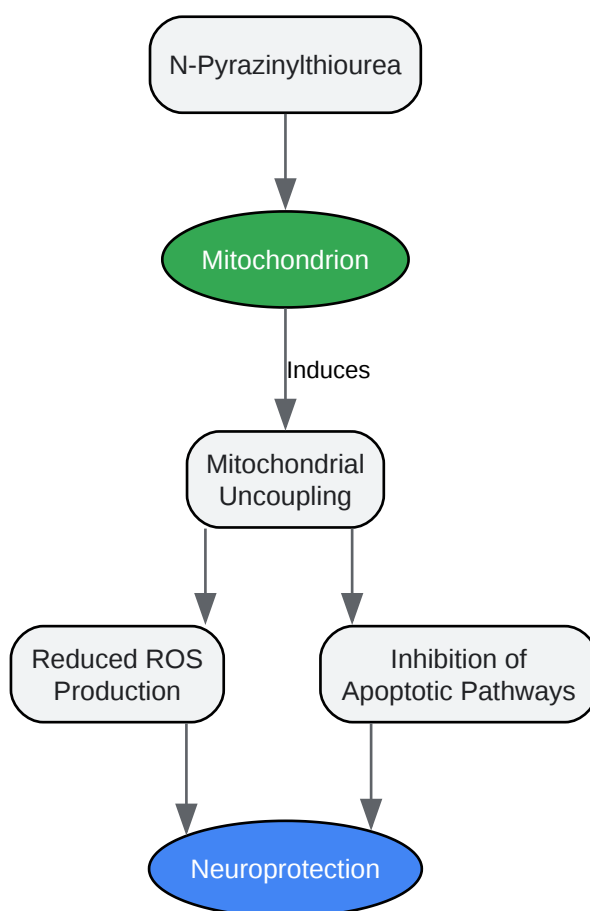 N-Pyrazinylthiourea
Mitochondrion
Induces
Mitochondrial
Uncoupling
Reduced ROS
Production
Inhibition of
Apoptotic Pathways
Neuroprotection